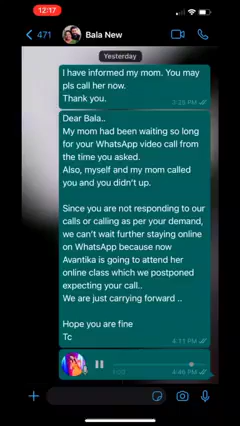 12:17
471
Bala New
Yesterday
I have informed my mom. You may
pls call her now.
Thank you.
7:25 PM
Dear Bala..
My mom had been waiting so long
for your WhatsApp video call from
the time you asked.
Also, myself and my mom called
you and you didn't up.
Since you are not responding to our
calls or calling as per your demand,
we can't wait further staying online
on WhatsApp because now
Avantika is going to attend her
online class which we postponed
expecting your call..
We are just carrying forward ..
Hope you are fine
Tc
4:11 PM
4:46 PM